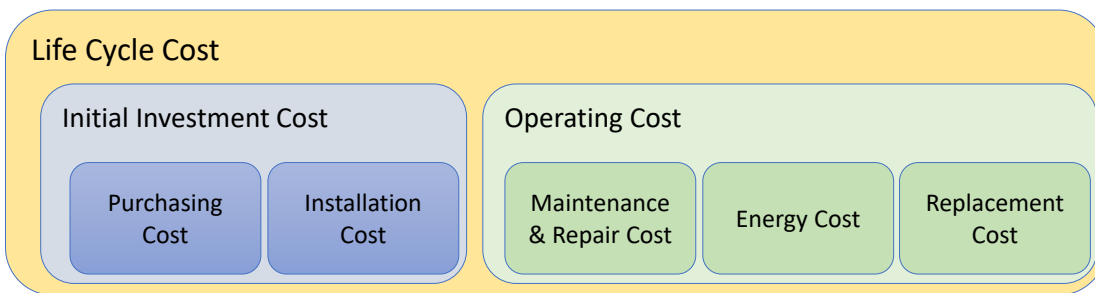 Life Cycle Cost
Initial Investment Cost
Operating Cost
Purchasing
Cost
Installation
Cost
Maintenance
& Repair Cost
Energy Cost
Replacement
Cost